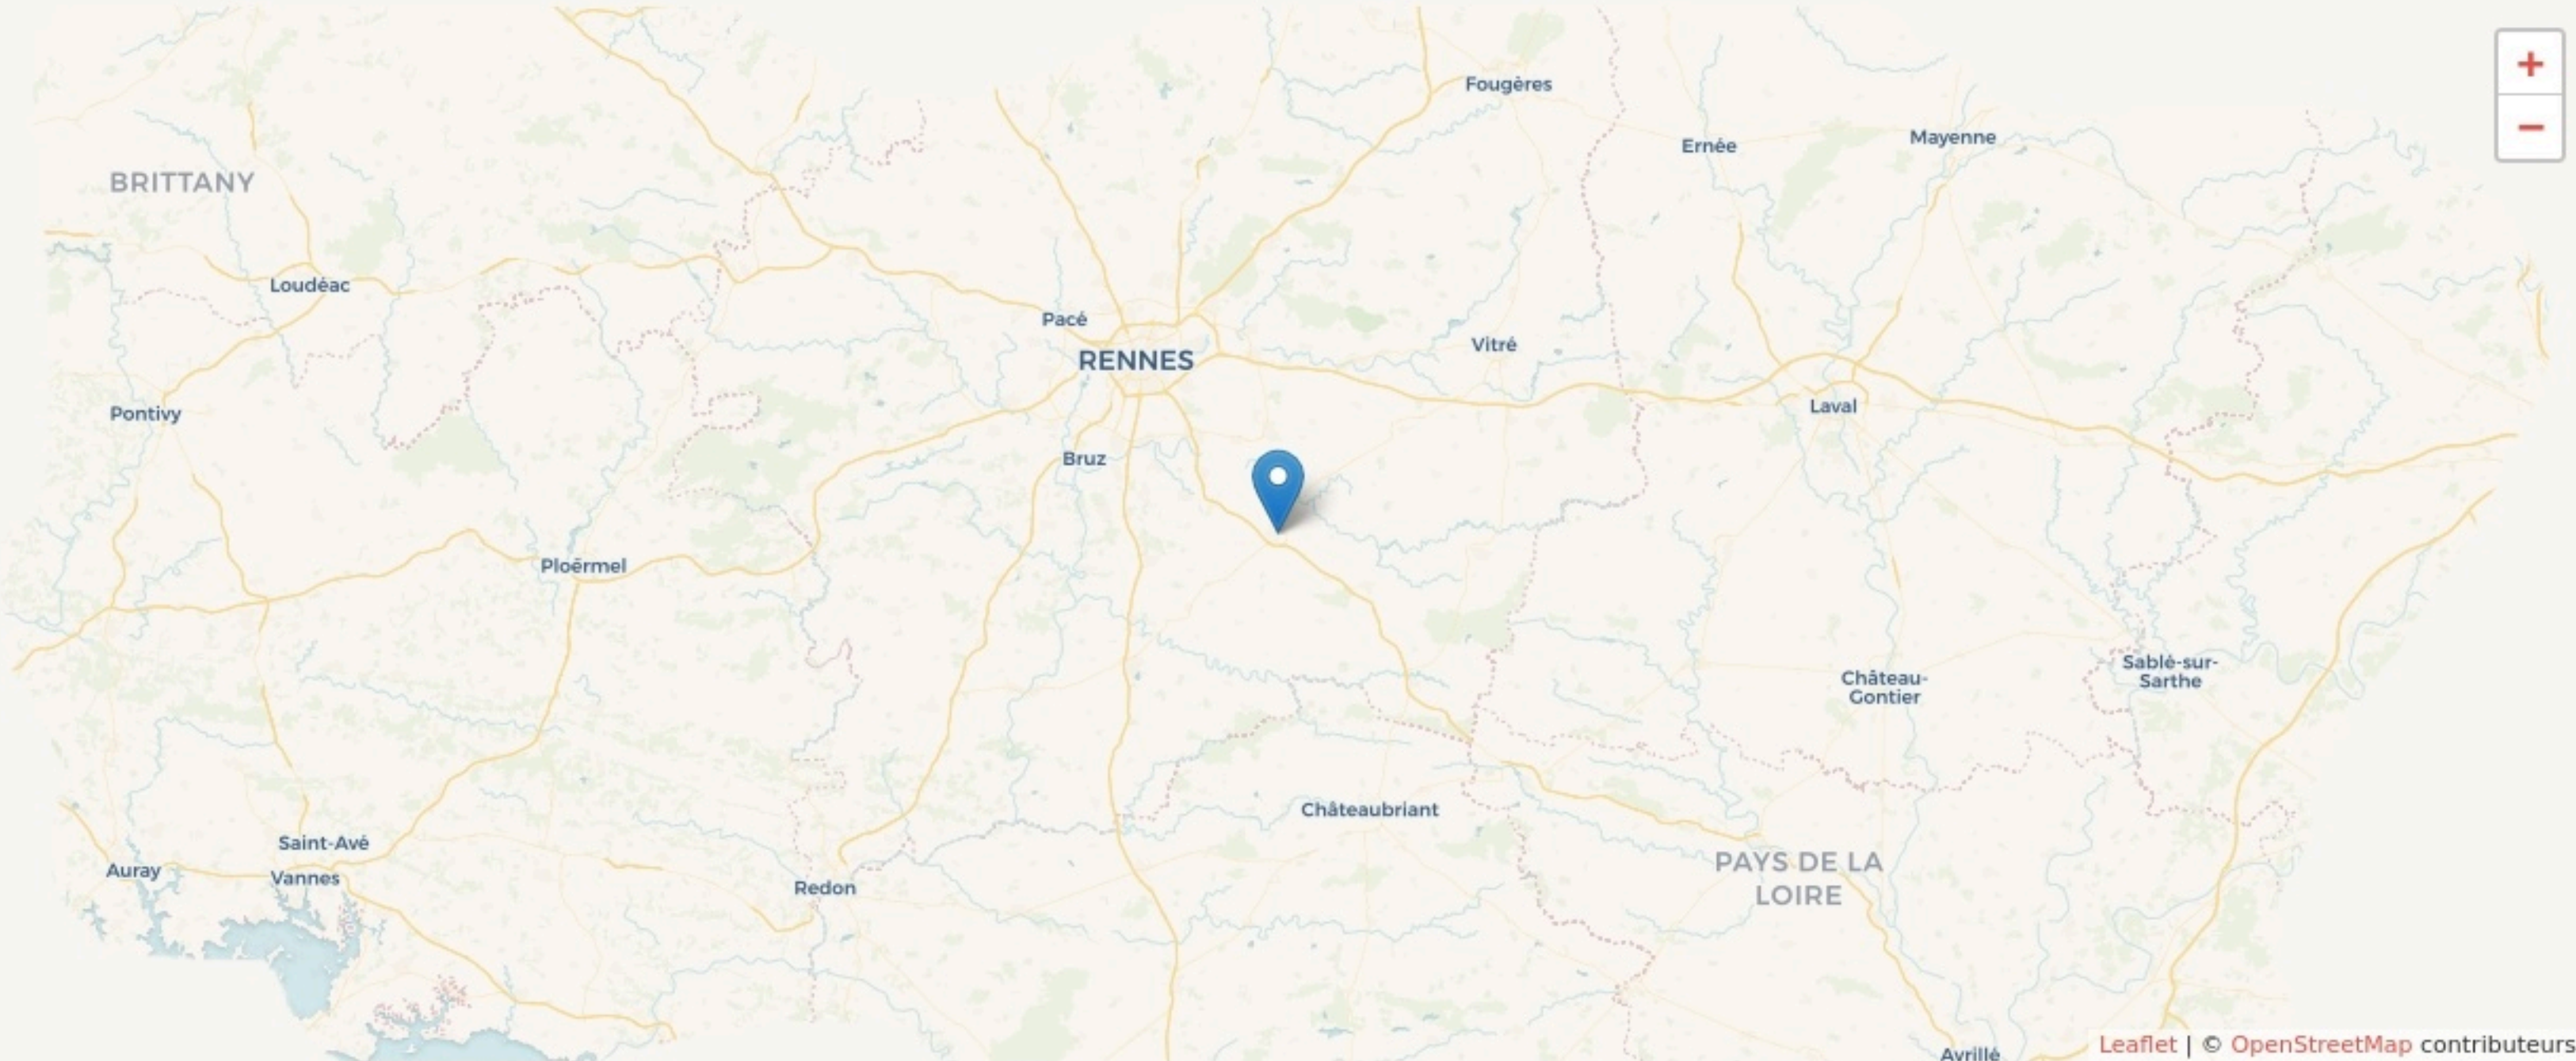 Fougères
Ernée
Mayenne
+
−
BRITTANY
Loudéac
Pacé
RENNES
Vitré
Pontivy
Laval
Bruz
Ploërmel
Château-
Gontier
Sablé-sur-
Sarthe
Châteaubriant
Saint-Avé
Auray
Vannes
Redon
PAYS DE LA
LOIRE
Avrillé
Leaflet | © OpenStreetMap contributeurs